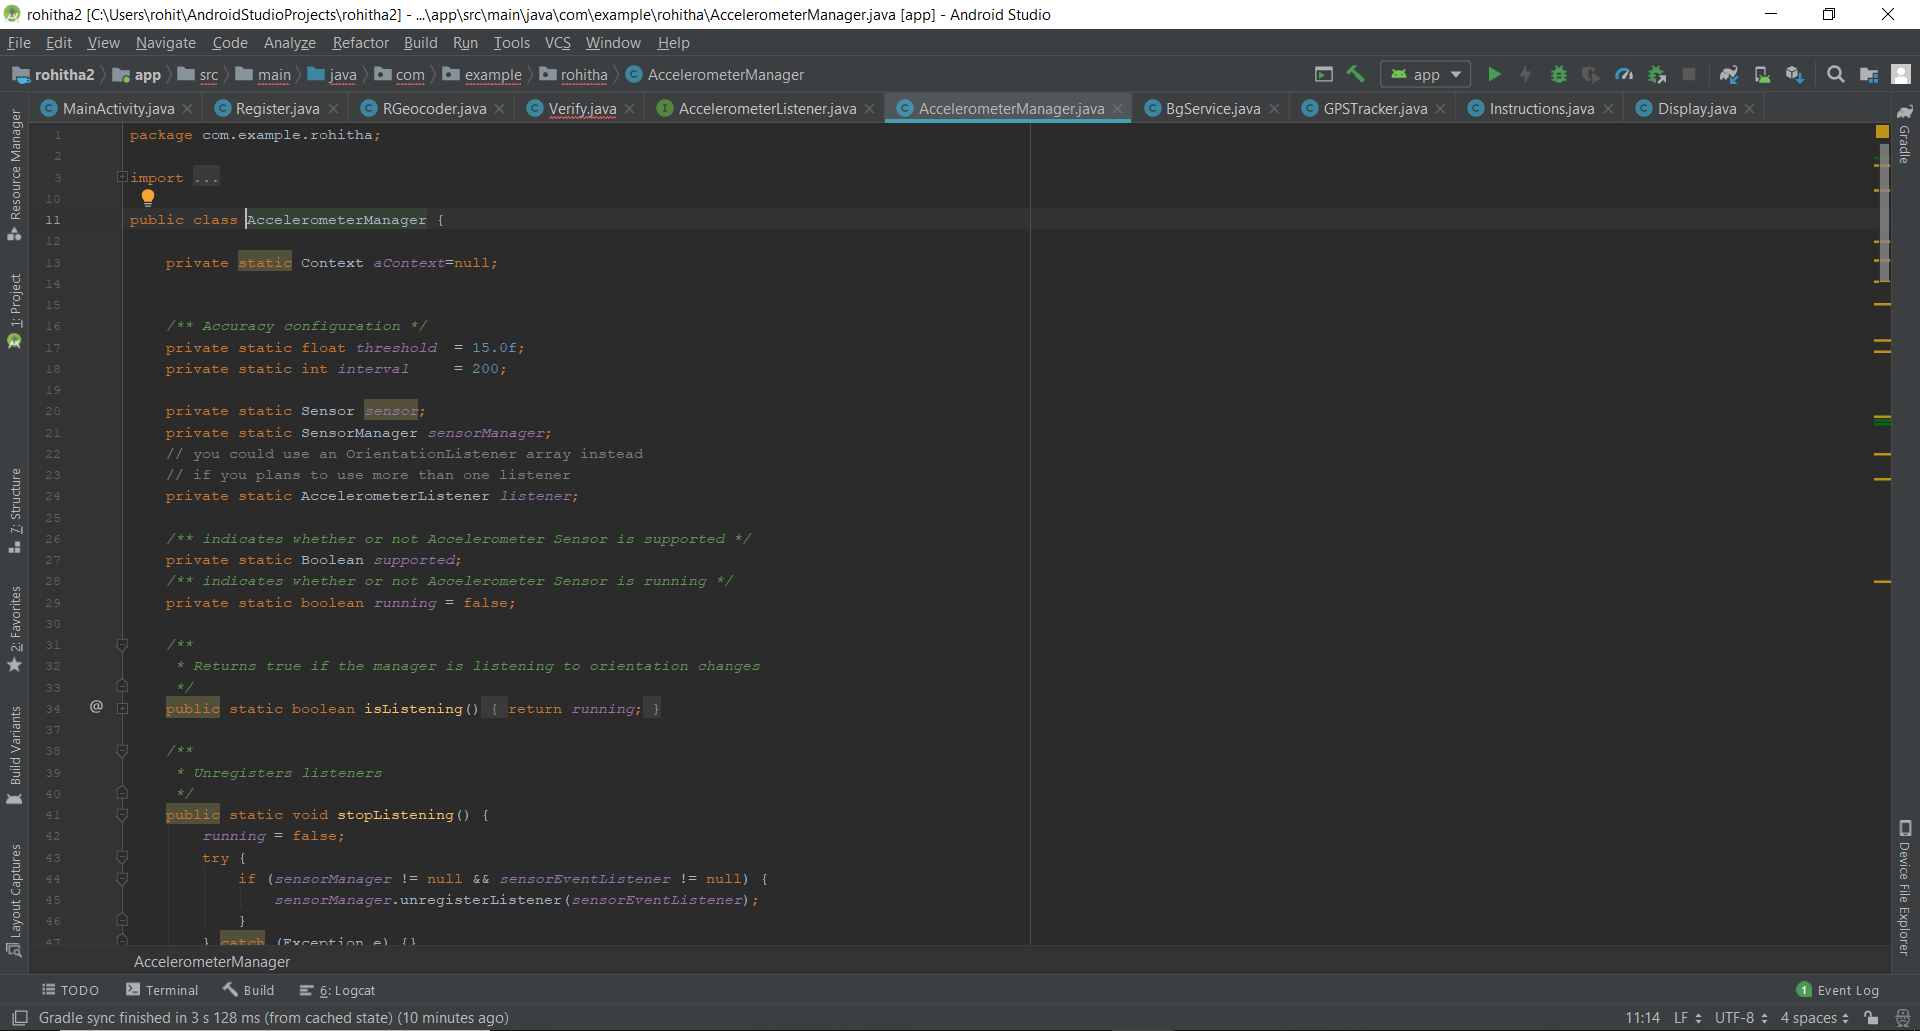 rohitha2 [C:\Users\rohit\AndroidStudioProjects\rohitha2] - ...\app\src\main\java\com\example\rohitha\AccelerometerManager.java [app] - Android Studio
File Edit View Navigate Code Analyze Refactor Build Run Tools VCS Window Help
rohitha2 app src main java com example rohitha AccelerometerManager app
MainActivity.java Register.java RGeocoder.java Verify.java AccelerometerListener.java AccelerometerManager.java BgService.java GPSTracker.java Instructions.java Display.java
Resource Manager
1: Project
7: Structure
2: Favorites
Build Variants
Layout Captures
1 package com.example.rohitha;
2
3 import ...
10
11 public class AccelerometerManager {
12
13 private static Context aContext=null;
14
15
16 /** Accuracy configuration */
17 private static float threshold  = 15.0f;
18 private static int interval     = 200;
19
20 private static Sensor sensor;
21 private static SensorManager sensorManager;
22 // you could use an OrientationListener array instead
23 // if you plans to use more than one listener
24 private static AccelerometerListener listener;
25
26 /** indicates whether or not Accelerometer Sensor is supported */
27 private static Boolean supported;
28 /** indicates whether or not Accelerometer Sensor is running */
29 private static boolean running = false;
30
31 /**
32 * Returns true if the manager is listening to orientation changes
33 */
34 @ public static boolean isListening() { return running; }
37
38 /**
39 * Unregisters listeners
40 */
41 public static void stopListening() {
42 running = false;
43 try {
44 if (sensorManager != null && sensorEventListener != null) {
45 sensorManager.unregisterListener(sensorEventListener);
46 }
47 } catch (Exception e) {}
Gradle
Device File Explorer
AccelerometerManager
TODO Terminal Build 6: Logcat 1 Event Log
Gradle sync finished in 3 s 128 ms (from cached state) (10 minutes ago) 11:14 LF UTF-8 4 spaces